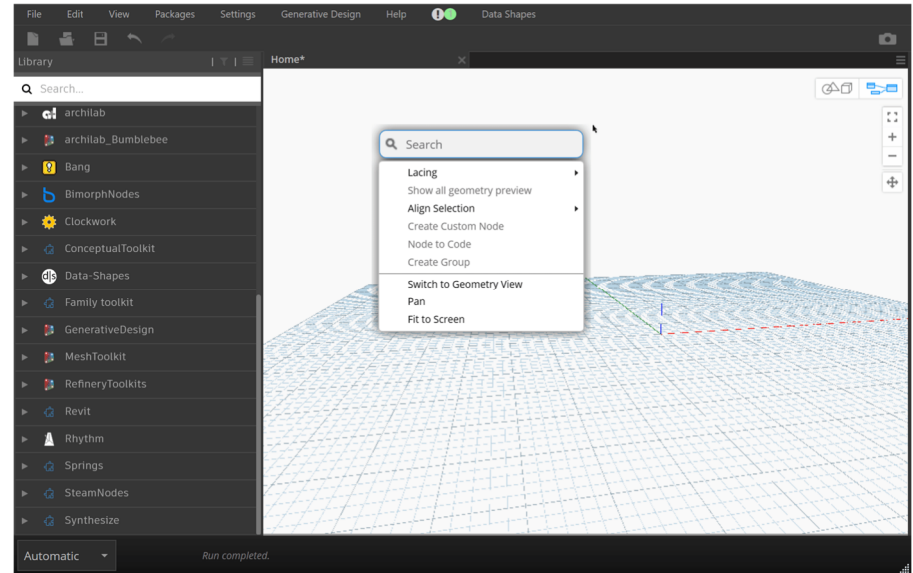 File Edit View Packages Settings Generative Design Help Data Shapes
Library
Home*
Search...
archilab
archilab_Bumblebee
Bang
BimorphNodes
Clockwork
ConceptualToolkit
Data-Shapes
Family toolkit
GenerativeDesign
MeshToolkit
RefineryToolkits
Revit
Rhythm
Springs
SteamNodes
Synthesize
Search
Lacing
Show all geometry preview
Align Selection
Create Custom Node
Node to Code
Create Group
Switch to Geometry View
Pan
Fit to Screen
Automatic
Run completed.